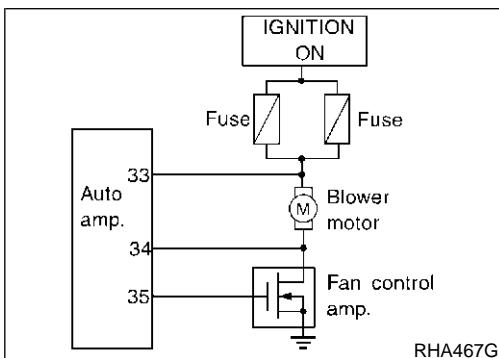 IGNITION
ON
Fuse
Fuse
33
Auto
amp.
M
Blower
motor
34
35
Fan control
amp.
RHA467G